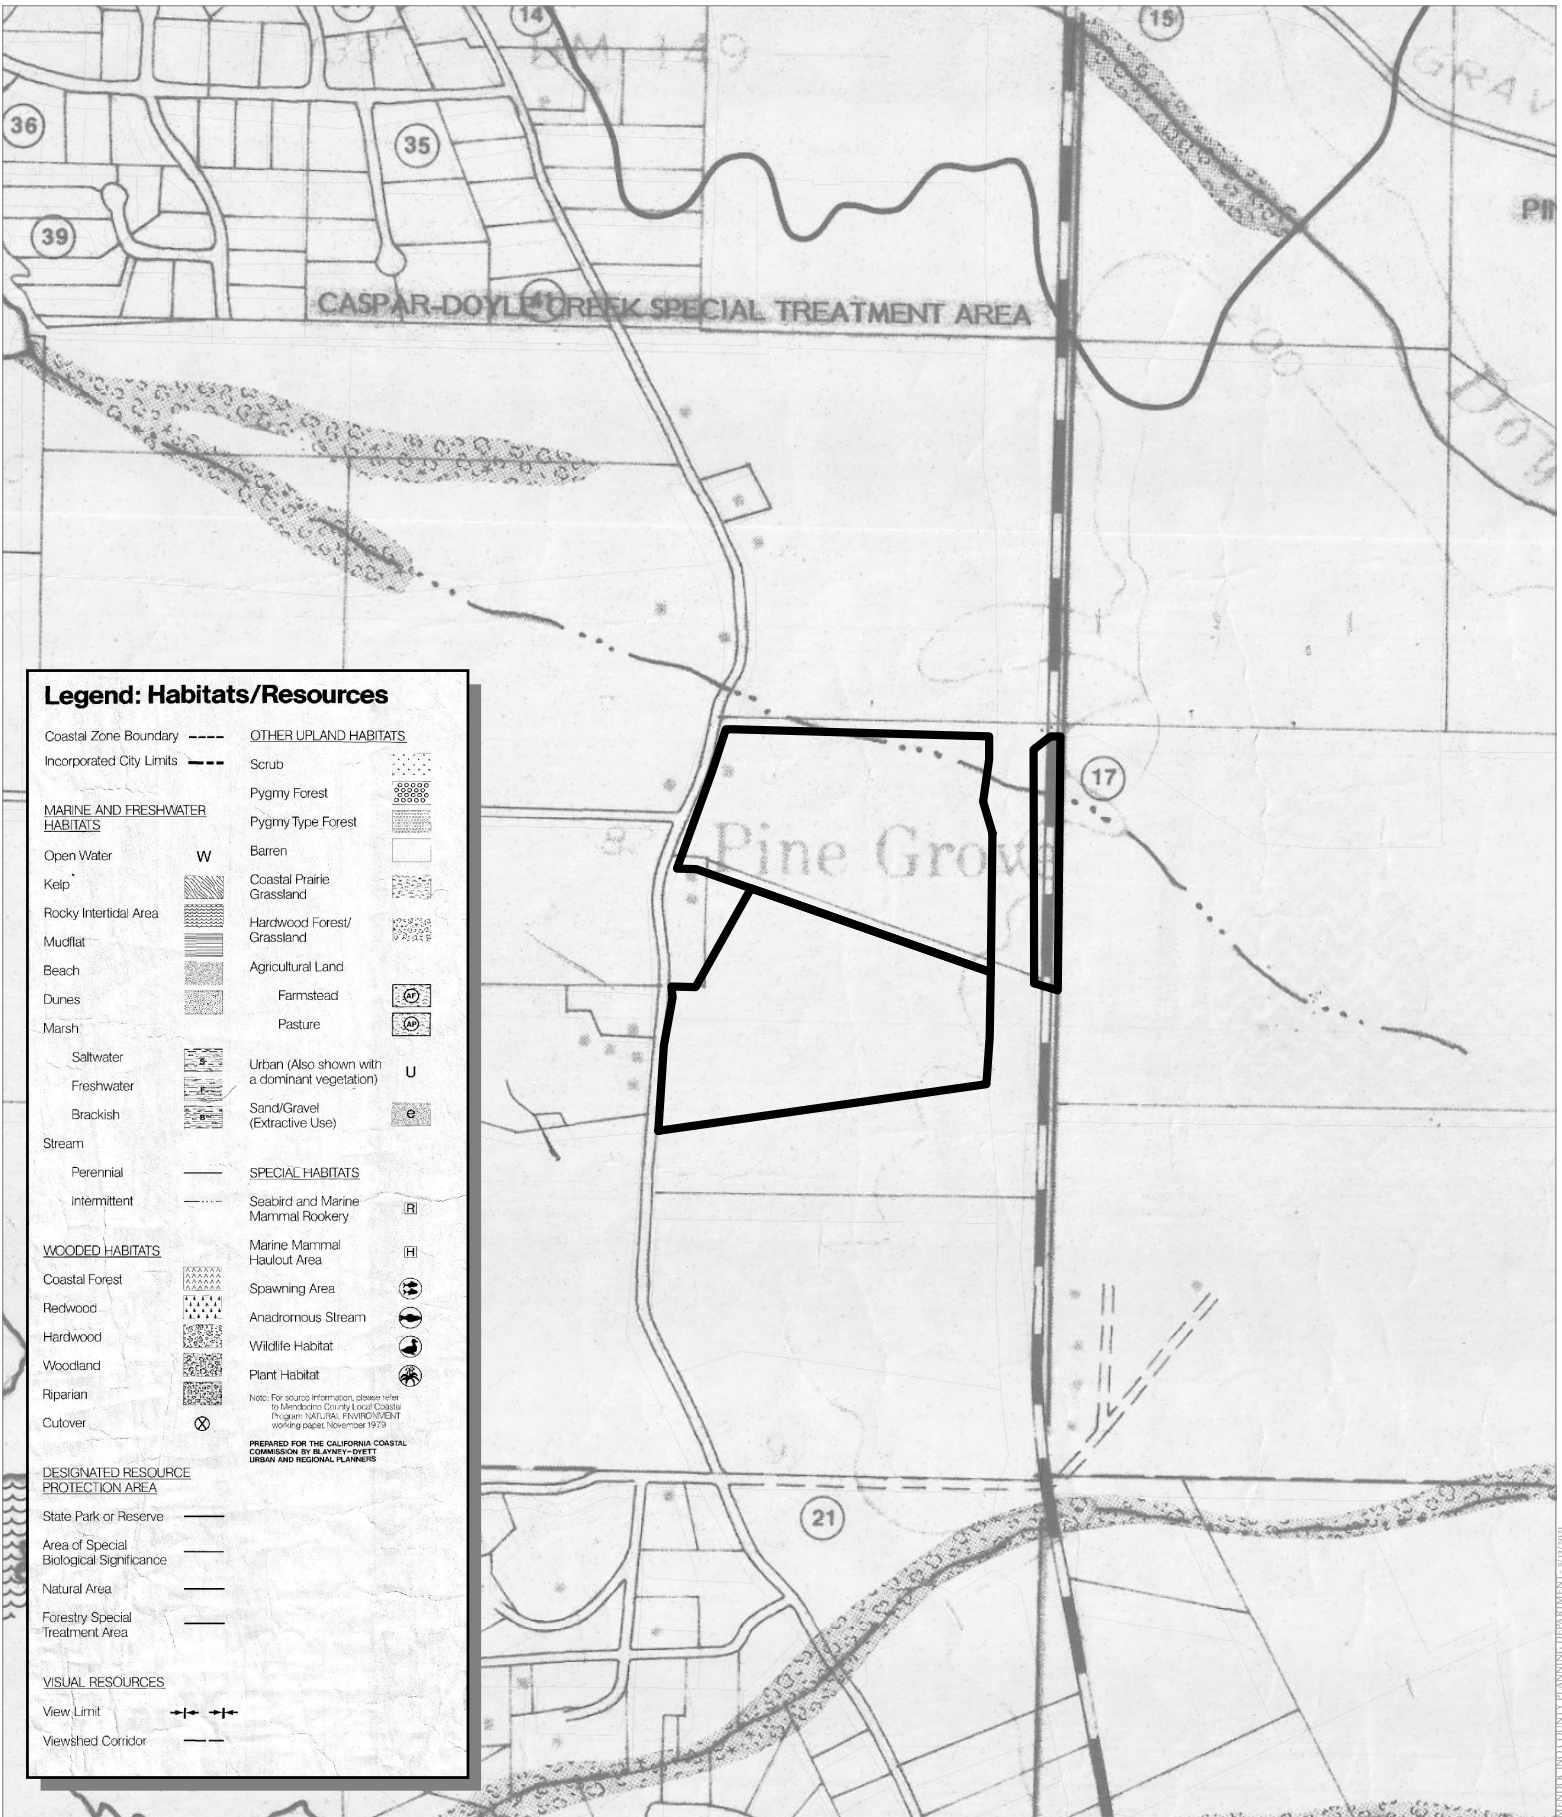 14
15
RM 149
GRAV
36
35
39
41
CASPAR-DOYLE CREEK SPECIAL TREATMENT AREA
Pine Grove
17
21
Legend: Habitats/Resources
Coastal Zone Boundary
Incorporated City Limits
MARINE AND FRESHWATER
HABITATS
Open Water W
Kelp
Rocky Intertidal Area
Mudflat
Beach
Dunes
Marsh
Saltwater S
Freshwater F
Brackish B
Stream
Perennial
Intermittent
WOODED HABITATS
Coastal Forest
Redwood
Hardwood
Woodland
Riparian
Cutover
DESIGNATED RESOURCE
PROTECTION AREA
State Park or Reserve
Area of Special
Biological Significance
Natural Area
Forestry Special
Treatment Area
VISUAL RESOURCES
View Limit
Viewshed Corridor
OTHER UPLAND HABITATS
Scrub
Pygmy Forest
Pygmy Type Forest
Barren
Coastal Prairie
Grassland
Hardwood Forest/
Grassland
Agricultural Land
Farmstead AF
Pasture AP
Urban (Also shown with
a dominant vegetation) U
Sand/Gravel
(Extractive Use) e
SPECIAL HABITATS
Seabird and Marine
Mammal Rookery R
Marine Mammal
Haulout Area H
Spawning Area
Anadromous Stream
Wildlife Habitat
Plant Habitat
Note: For source information, please refer
to Mendocino County Local Coastal
Program NATURAL ENVIRONMENT
working paper, November 1979
PREPARED FOR THE CALIFORNIA COASTAL
COMMISSION BY BLAYNEY-DYETT
URBAN AND REGIONAL PLANNERS